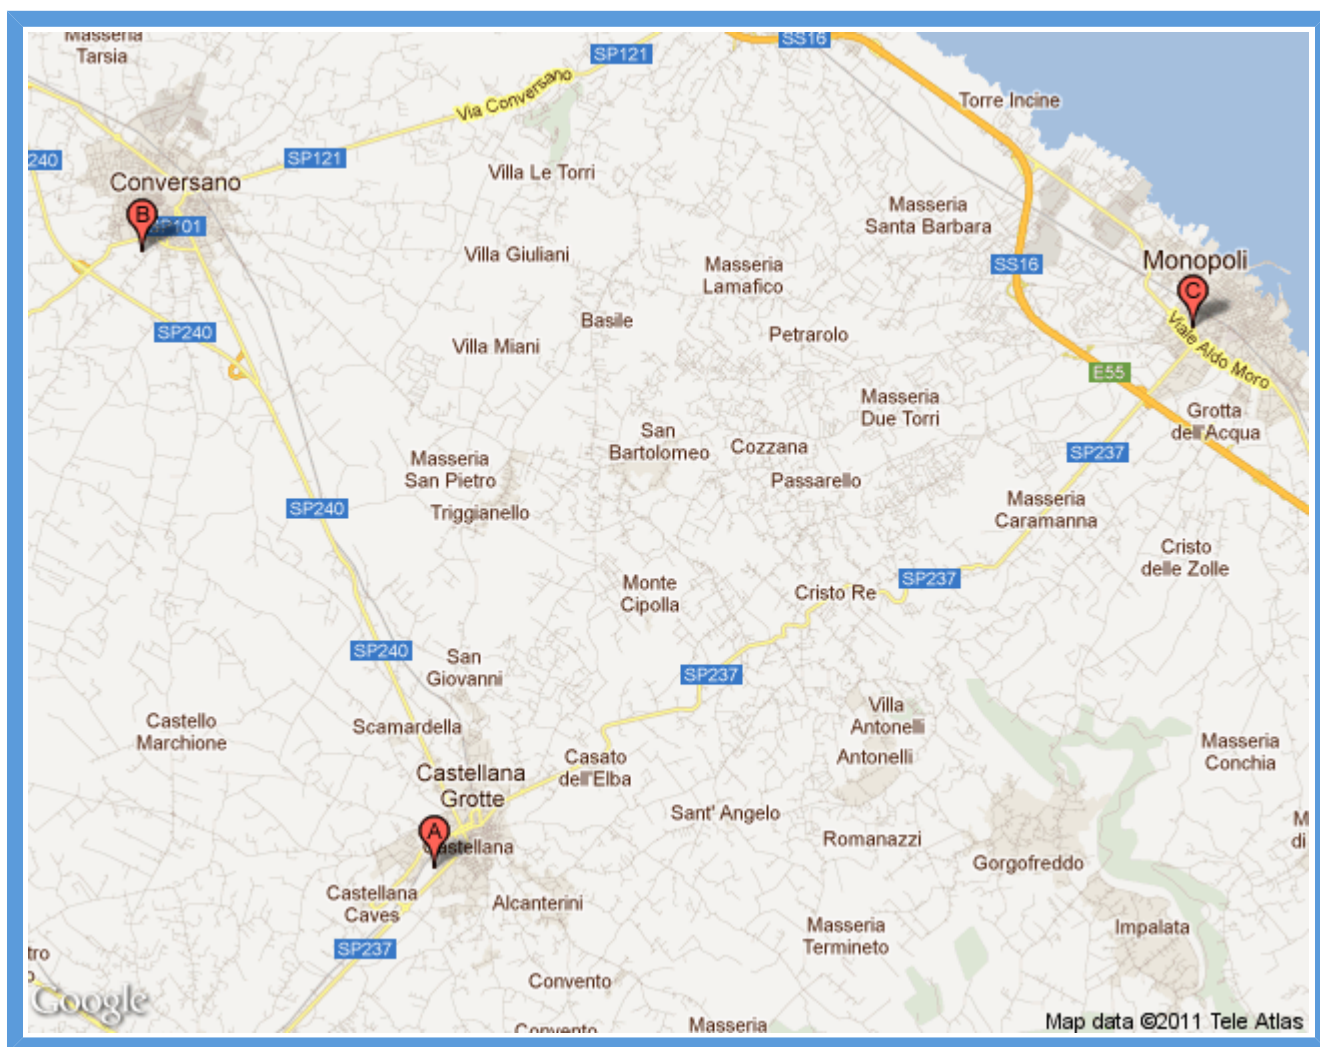 Masseria
Tarsia
SP121
SS16
Via Conversano
Torre Incine
240
SP121
Villa Le Torri
Conversano
Masseria
Santa Barbara
B
SP101
Villa Giuliani
Masseria
Lamafico
SS16
Monopoli
C
Basile
Petrarolo
SP240
Villa Miani
Viale Aldo Moro
E55
Masseria
Due Torri
Grotta
dell'Acqua
San
Bartolomeo
Cozzana
SP237
Masseria
San Pietro
Passarello
Triggianello
SP240
Masseria
Caramanna
Cristo
delle Zolle
Monte
Cipolla
Cristo Re
SP237
SP240
San
Giovanni
SP237
Castello
Marchione
Scamardella
Villa
Antonelli
Antonelli
Masseria
Conchia
Casato
dell'Elba
Castellana
Grotte
Sant' Angelo
M
di
A
Castellana
Romanazzi
Gorgofreddo
Castellana
Caves
Alcanterini
SP237
Masseria
Termineto
Impalata
tro
o
Convento
Google
Convento
Masseria
Map data ©2011 Tele Atlas